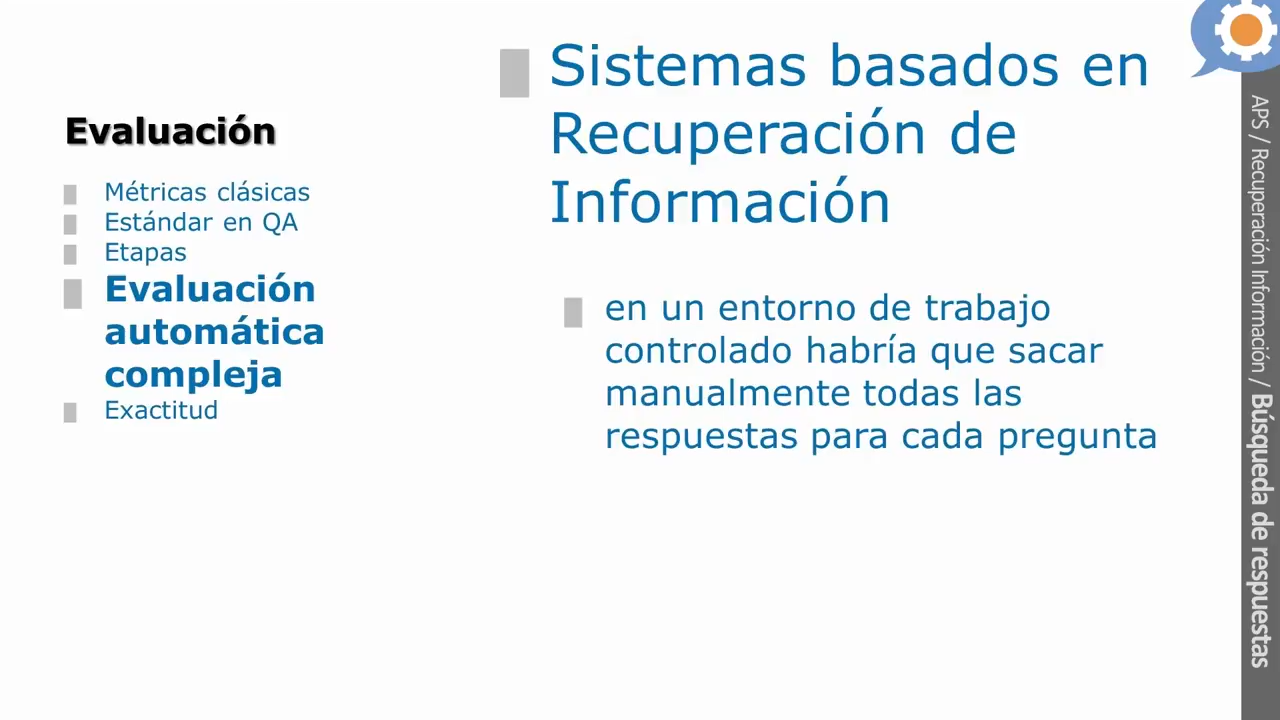 Evaluación
Métricas clásicas
Estándar en QA
Etapas
Evaluación
automática
compleja
Exactitud
Sistemas basados en
Recuperación de
Información
en un entorno de trabajo
controlado habría que sacar
manualmente todas las
respuestas para cada pregunta
APS / Recuperación Información / Búsqueda de respuestas